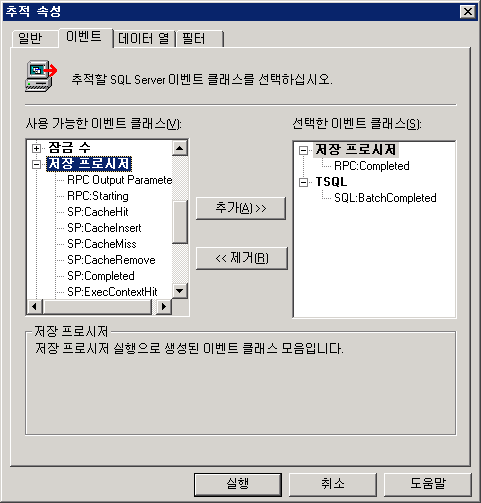 추적 속성
일반 이벤트 데이터 열 필터
추적할 SQL Server 이벤트 클래스를 선택하십시오.
사용 가능한 이벤트 클래스(V):
잠금 수
저장 프로시저
RPC Output Paramete
RPC:Starting
SP:CacheHit
SP:CacheInsert
SP:CacheMiss
SP:CacheRemove
SP:Completed
SP:ExecContextHit
추가(A) >>
<< 제거(R)
선택한 이벤트 클래스(S):
저장 프로시저
RPC:Completed
TSQL
SQL:BatchCompleted
저장 프로시저
저장 프로시저 실행으로 생성된 이벤트 클래스 모음입니다.
실행 취소 도움말